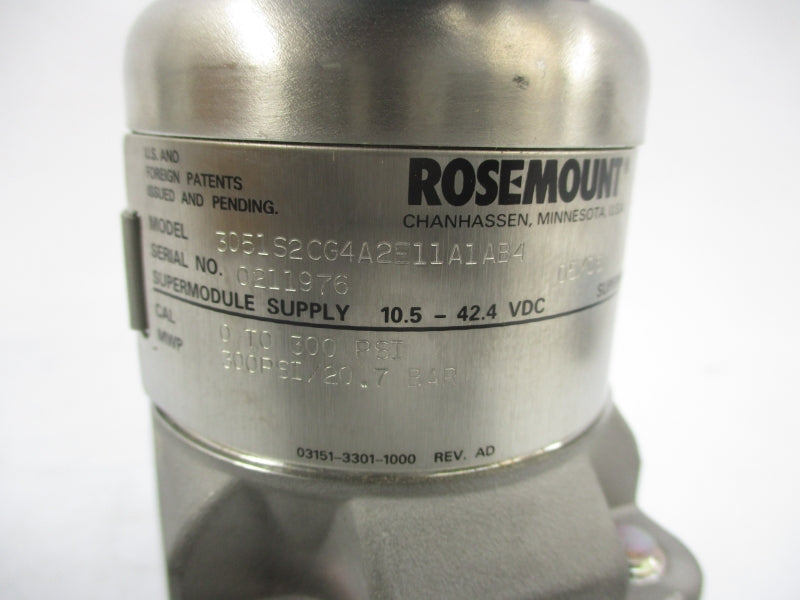 U.S. AND
FOREIGN PATENTS
ISSUED AND PENDING.
ROSEMOUNT®
CHANHASSEN, MINNESOTA, U.S.A
MODEL 3051S2CG4A2E11A1AB4
SERIAL NO. 0211976
SUPERMODULE SUPPLY 10.5 - 42.4 VDC
CAL 0 TO 300 PSI
MWP 300PSI/20.7 BAR
03151-3301-1000 REV. AD